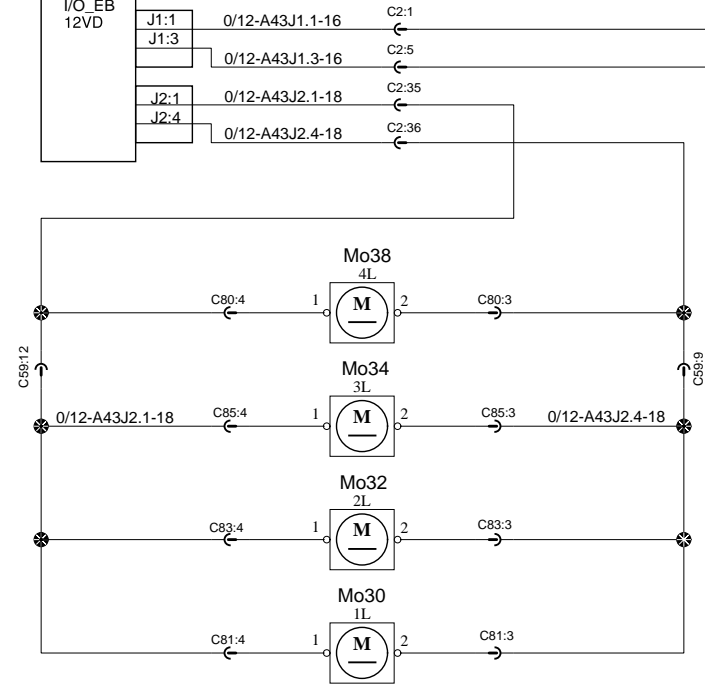 I/O_EB
12VD
J1:1
0/12-A43J1.1-16
C2:1
J1:3
0/12-A43J1.3-16
C2:5
J2:1
0/12-A43J2.1-18
C2:35
J2:4
0/12-A43J2.4-18
C2:36
Mo38
4L
C80:4
1
M
2
C80:3
C59:12
C59:9
Mo34
3L
0/12-A43J2.1-18
C85:4
1
M
2
C85:3
0/12-A43J2.4-18
Mo32
2L
C83:4
1
M
2
C83:3
Mo30
1L
C81:4
1
M
2
C81:3